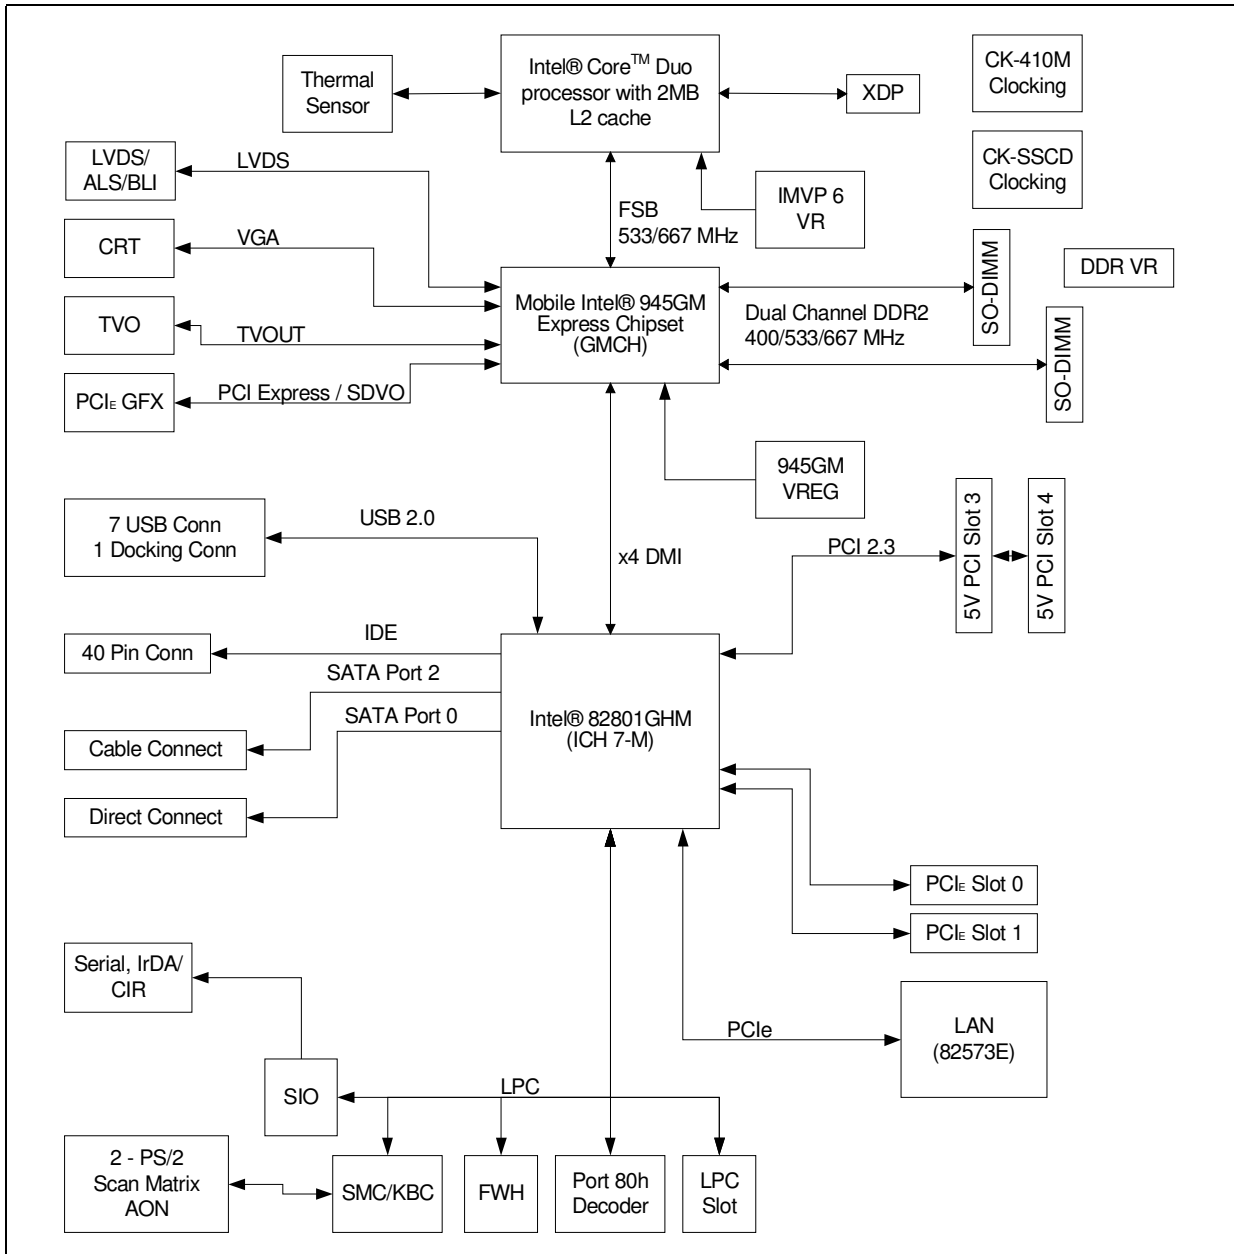 Thermal
Sensor
Intel® Core™ Duo
processor with 2MB
L2 cache
XDP
CK-410M
Clocking
CK-SSCD
Clocking
LVDS/
ALS/BLI
LVDS
IMVP 6
VR
FSB
533/667 MHz
CRT
VGA
SO-DIMM
DDR VR
Mobile Intel® 945GM
Express Chipset
(GMCH)
Dual Channel DDR2
400/533/667 MHz
SO-DIMM
TVO
TVOUT
PCIE GFX
PCI Express / SDVO
945GM
VREG
7 USB Conn
1 Docking Conn
USB 2.0
x4 DMI
PCI 2.3
5V PCI Slot 3
5V PCI Slot 4
40 Pin Conn
IDE
SATA Port 2
SATA Port 0
Intel® 82801GHM
(ICH 7-M)
Cable Connect
Direct Connect
PCIE Slot 0
PCIE Slot 1
Serial, IrDA/
CIR
PCIe
LAN
(82573E)
SIO
LPC
2 - PS/2
Scan Matrix
AON
SMC/KBC
FWH
Port 80h
Decoder
LPC
Slot